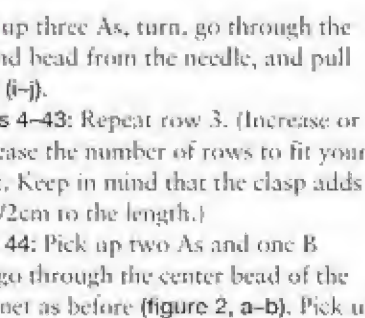 up three As, turn, go through the
bead from the needle, and pull
(i–j).
4–43: Repeat row 3. (Increase or
the number of rows to fit your
Keep in mind that the clasp adds
2cm to the length.)
44: Pick up two As and one B
go through the center bead of the
net as before (figure 2, a–b). Pick u